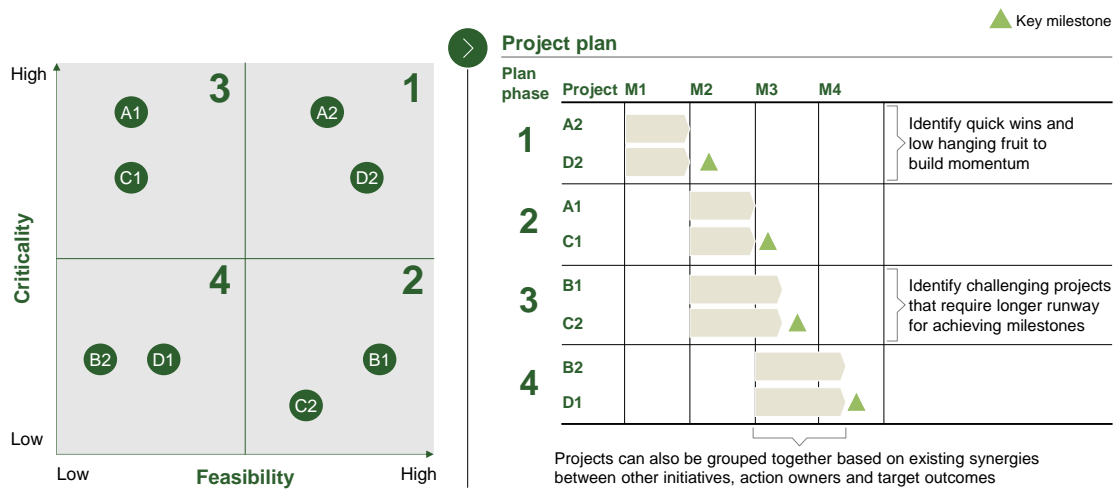 Key milestone
High
3
1
A1
A2
C1
D2
Criticality
4
2
B2
D1
B1
C2
Low
Low
Feasibility
High
Project plan
Plan
phase
Project M1 M2 M3 M4
1
A2
D2
Identify quick wins and
low hanging fruit to
build momentum
2
A1
C1
3
B1
C2
Identify challenging projects
that require longer runway
for achieving milestones
4
B2
D1
Projects can also be grouped together based on existing synergies
between other initiatives, action owners and target outcomes